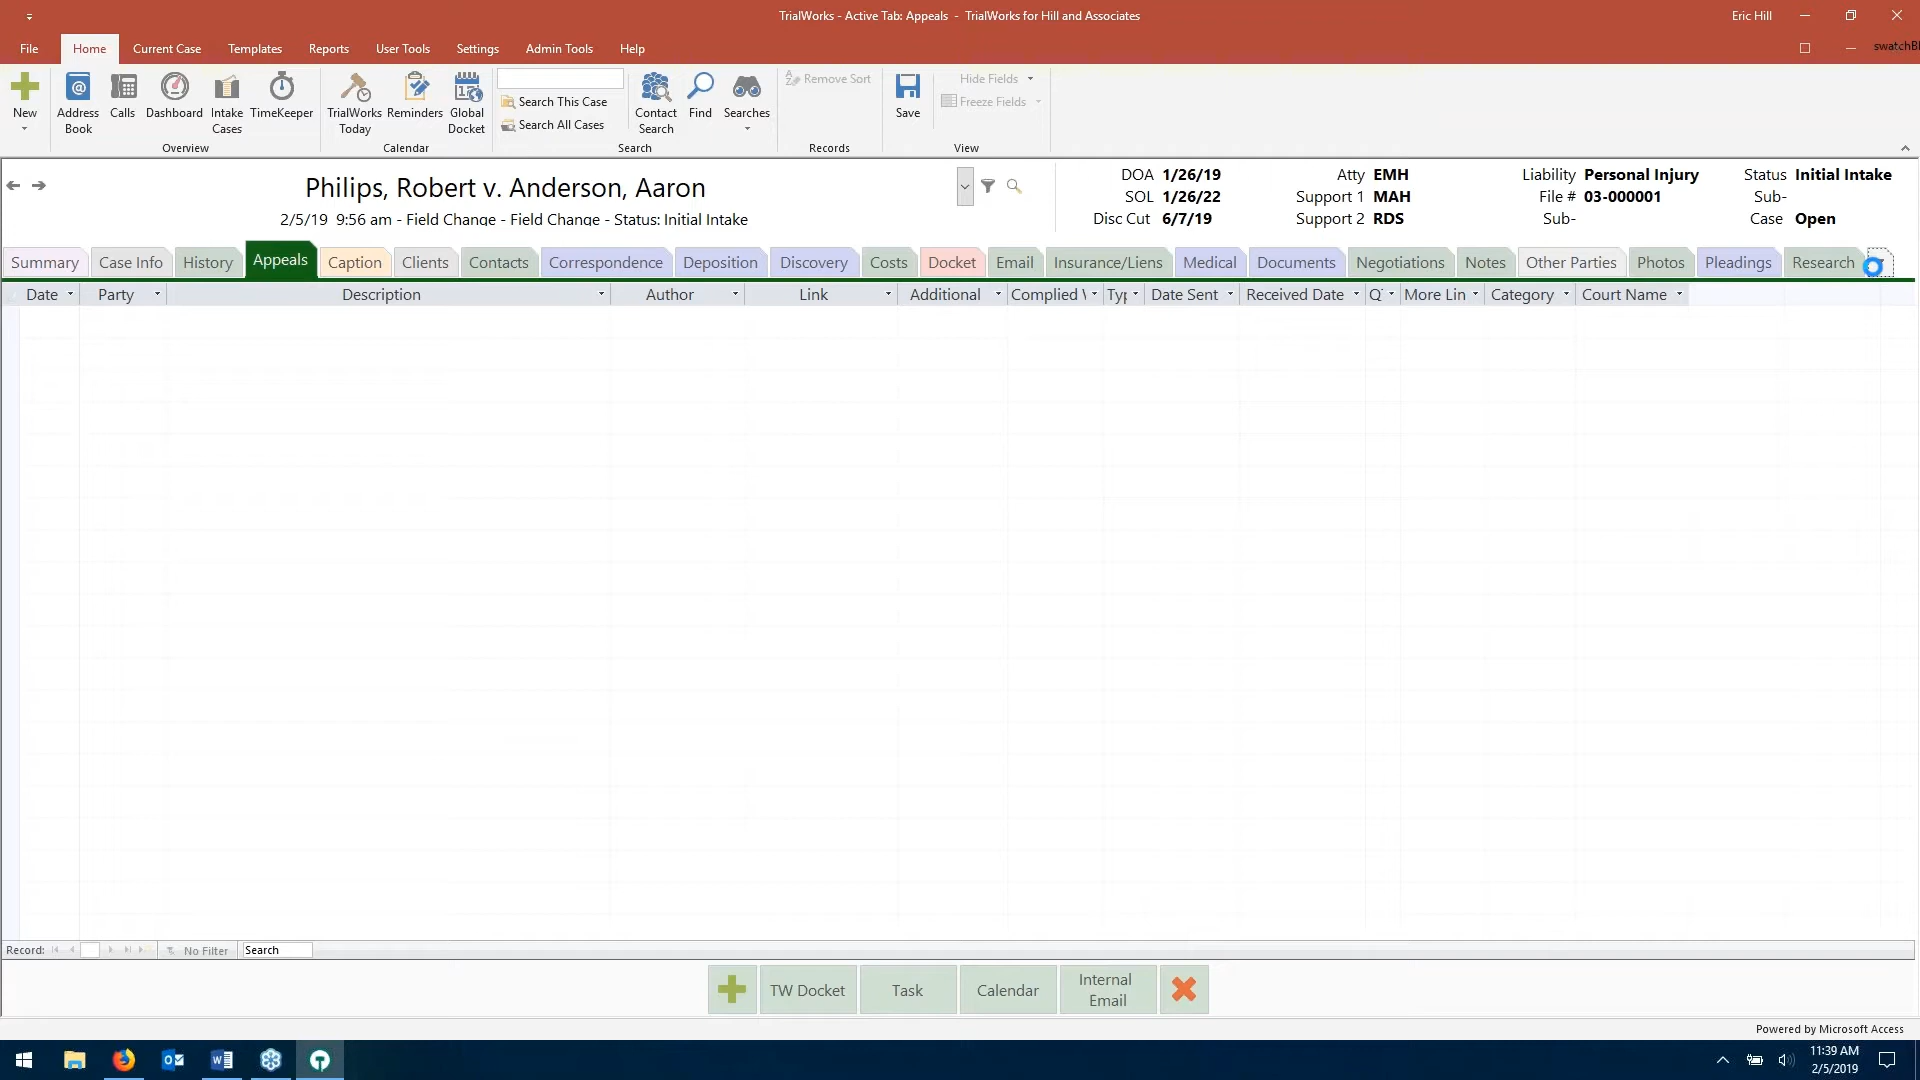 TrialWorks - Active Tab: Appeals - TrialWorks for Hill and Associates
Eric Hill
File Home Current Case Templates Reports User Tools Settings Admin Tools Help
swatchBl
New
Address Book
Calls
Dashboard
Intake Cases
TimeKeeper
Overview
TrialWorks Today
Reminders
Global Docket
Calendar
Search This Case
Search All Cases
Contact Search
Find
Searches
Search
Remove Sort
Records
Save
Hide Fields
Freeze Fields
View
Philips, Robert v. Anderson, Aaron
2/5/19 9:56 am - Field Change - Field Change - Status: Initial Intake
DOA 1/26/19 Atty EMH Liability Personal Injury Status Initial Intake
SOL 1/26/22 Support 1 MAH File # 03-000001 Sub-
Disc Cut 6/7/19 Support 2 RDS Sub- Case Open
Summary Case Info History Appeals Caption Clients Contacts Correspondence Deposition Discovery Costs Docket Email Insurance/Liens Medical Documents Negotiations Notes Other Parties Photos Pleadings Research
Date Party Description Author Link Additional Complied Typ Date Sent Received Date Q More Lin Category Court Name
Record: No Filter Search
TW Docket Task Calendar Internal Email
Powered by Microsoft Access
11:39 AM
2/5/2019